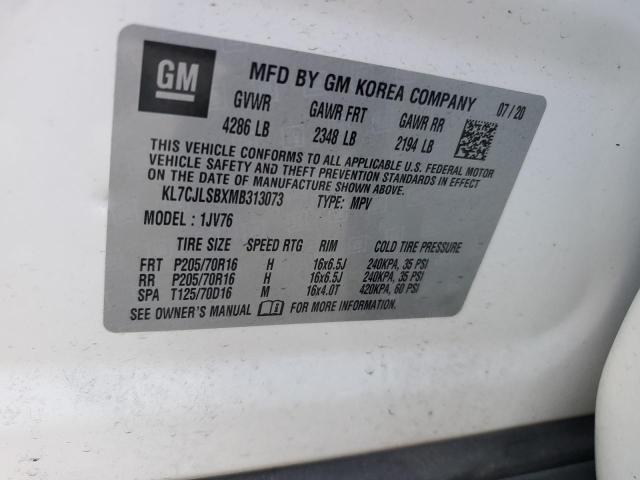 GM
MFD BY GM KOREA COMPANY 07/20
GVWR GAWR FRT GAWR RR
4286 LB 2348 LB 2194 LB
THIS VEHICLE CONFORMS TO ALL APPLICABLE U.S. FEDERAL MOTOR
VEHICLE SAFETY AND THEFT PREVENTION STANDARDS IN EFFECT
ON THE DATE OF MANUFACTURE SHOWN ABOVE.
KL7CJLSBXMB313073 TYPE: MPV
MODEL: 1JV76
TIRE SIZE SPEED RTG RIM COLD TIRE PRESSURE
FRT P205/70R16 H 16x6.5J 240KPA, 35 PSI
RR P205/70R16 H 16x6.5J 240KPA, 35 PSI
SPA T125/70D16 M 16x4.0T 420KPA, 60 PSI
SEE OWNER'S MANUAL FOR MORE INFORMATION.